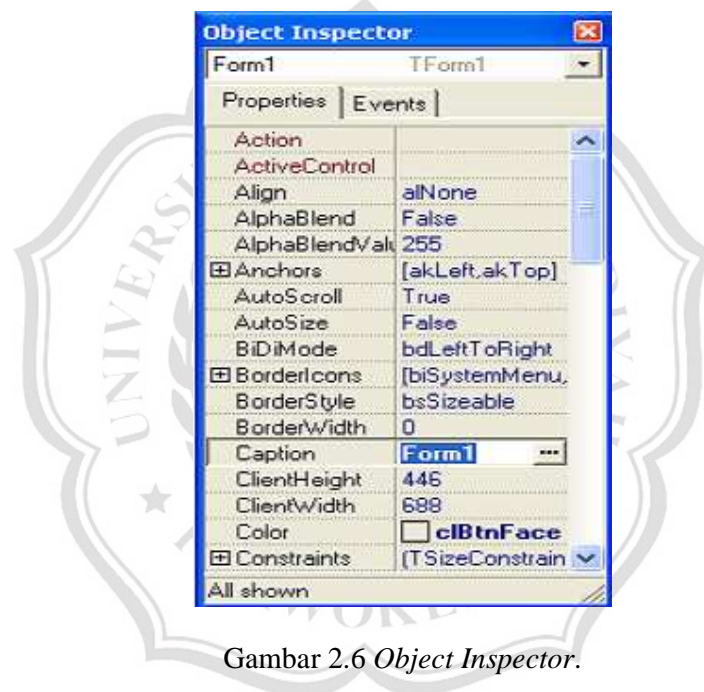 Object Inspector
Form1 TForm1
Properties Events
Action
ActiveControl
Align alNone
AlphaBlend False
AlphaBlendValu 255
Anchors [akLeft,akTop]
AutoScroll True
AutoSize False
BiDiMode bdLeftToRight
BorderIcons [biSystemMenu,
BorderStyle bsSizeable
BorderWidth 0
Caption Form1 ...
ClientHeight 446
ClientWidth 688
Color clBtnFace
Constraints (TSizeConstrain
All shown
Gambar 2.6 Object Inspector.